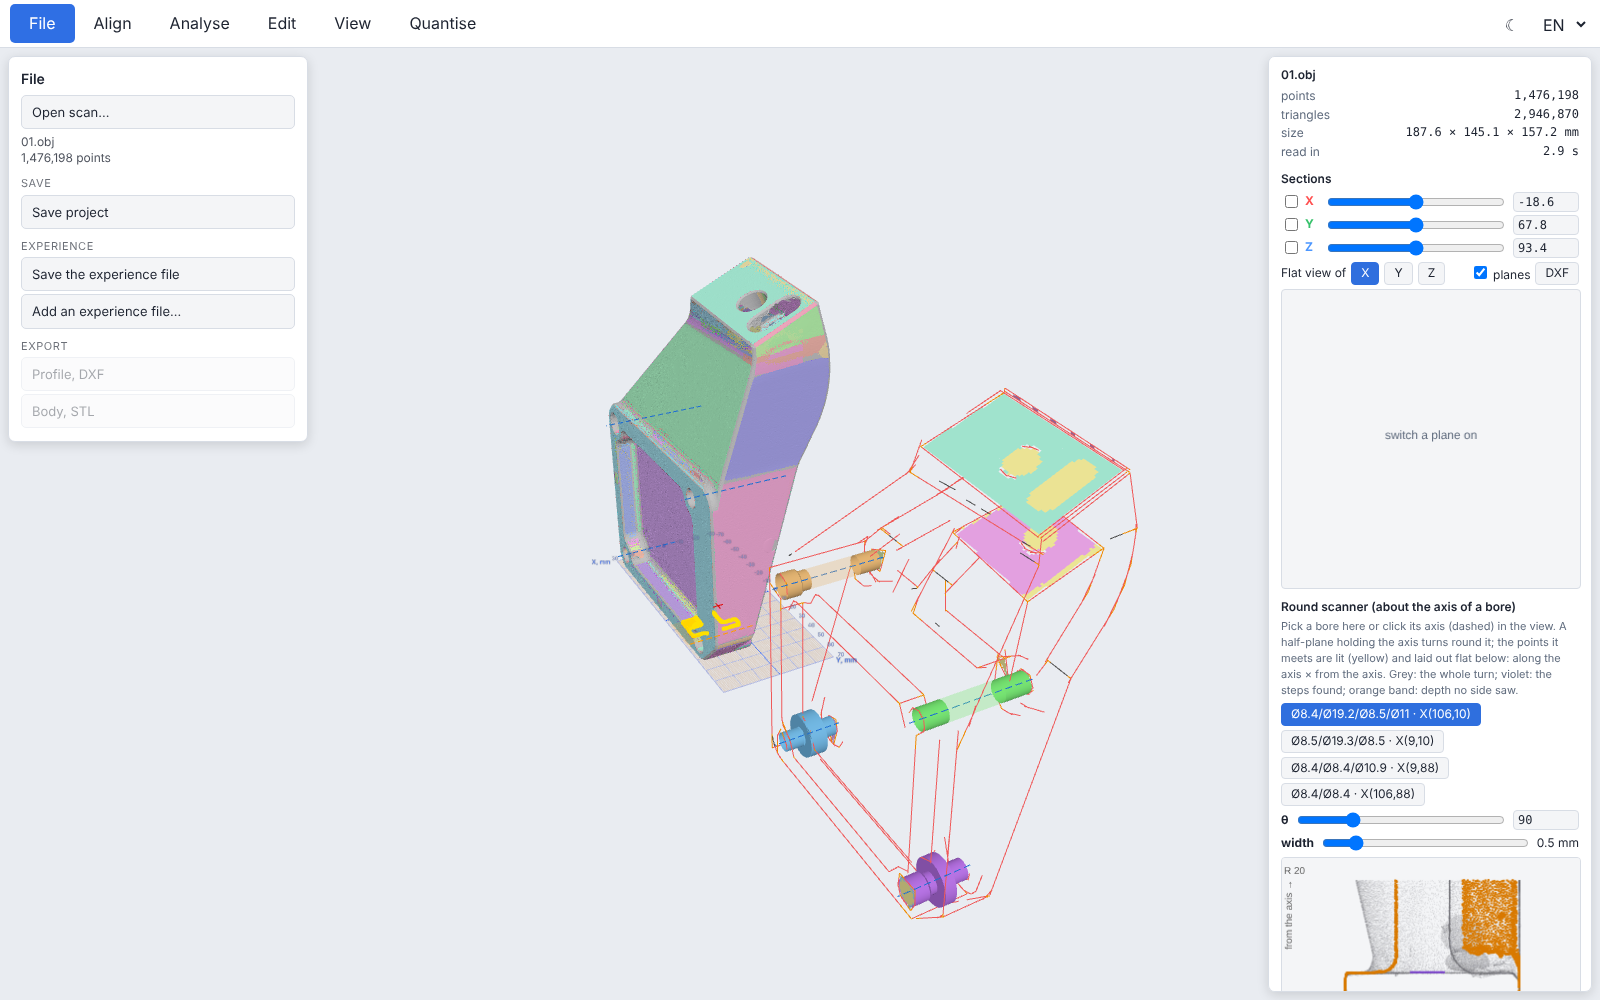 File Align Analyse Edit View Quantise EN
File
Open scan...
01.obj
1,476,198 points
SAVE
Save project
EXPERIENCE
Save the experience file
Add an experience file...
EXPORT
Profile, DXF
Body, STL
X, mm
Y, mm
01.obj
points 1,476,198
triangles 2,946,870
size 187.6 × 145.1 × 157.2 mm
read in 2.9 s
Sections
X -18.6
Y 67.8
Z 93.4
Flat view of X Y Z planes DXF
switch a plane on
Round scanner (about the axis of a bore)
Pick a bore here or click its axis (dashed) in the view. A
half-plane holding the axis turns round it; the points it
meets are lit (yellow) and laid out flat below: along the
axis × from the axis. Grey: the whole turn; violet: the
steps found; orange band: depth no side saw.
Ø8.4/Ø19.2/Ø8.5/Ø11 · X(106,10)
Ø8.5/Ø19.3/Ø8.5 · X(9,10)
Ø8.4/Ø8.4/Ø10.9 · X(9,88)
Ø8.4/Ø8.4 · X(106,88)
θ 90
width 0.5 mm
R 20
from the axis →